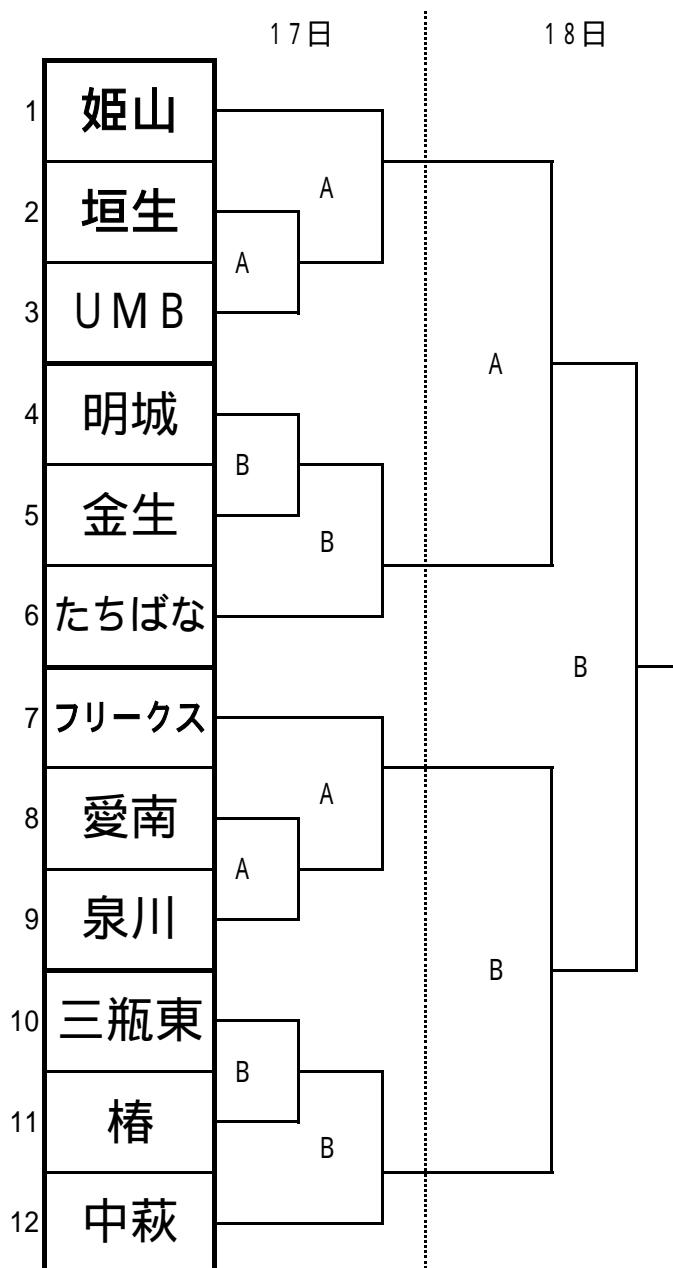 17日 18日
1 姫山
A
2 垣生
A
3 UMB
A
4 明城
B
5 金生
B
6 たちばな
B
7 フリークス
A
8 愛南
A
9 泉川
B
10 三瓶東
B
11 椿
B
12 中萩